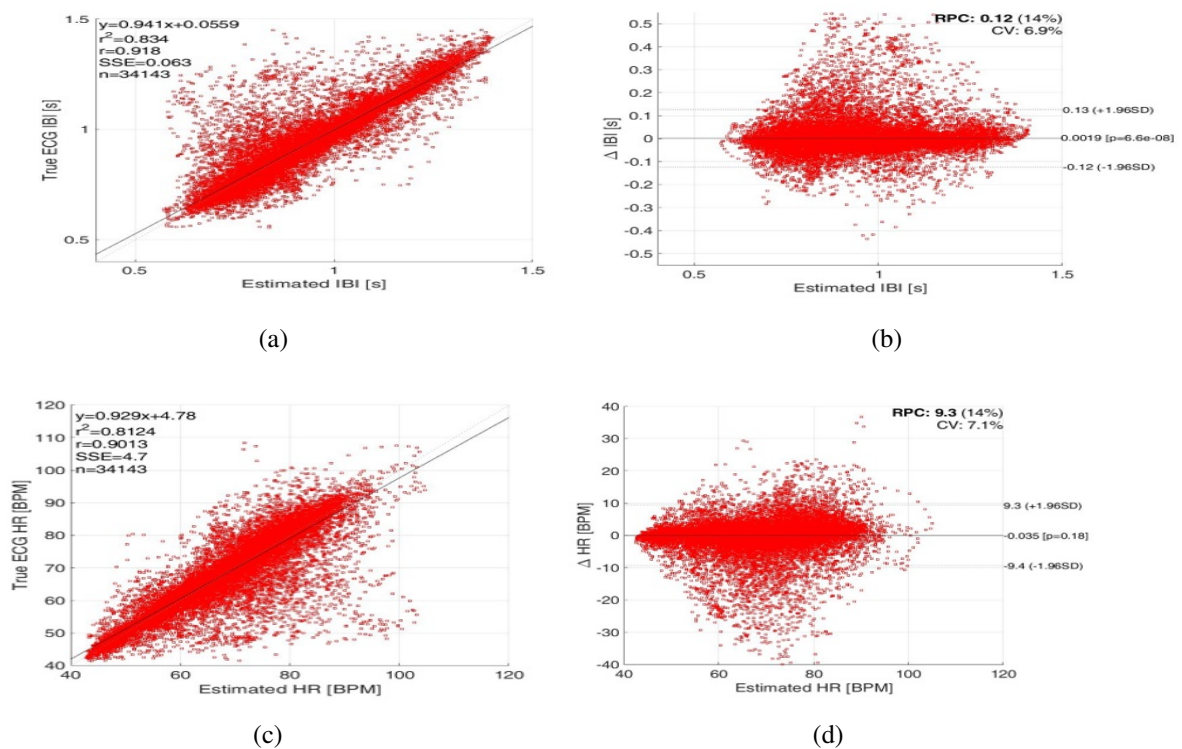 1.5
y=0.941x+0.0559
r²=0.834
r=0.918
SSE=0.063
n=34143
True ECG IBI [s]
1
0.5
0.5 1 1.5
Estimated IBI [s]
(a)
RPC: 0.12 (14%)
CV: 6.9%
0.5
0.4
0.3
0.2
0.1
0
-0.1
-0.2
-0.3
-0.4
-0.5
Δ IBI [s]
0.13 (+1.96SD)
0.0019 [p=6.6e-08]
-0.12 (-1.96SD)
0.5 1 1.5
Estimated IBI [s]
(b)
120
y=0.929x+4.78
r²=0.8124
r=0.9013
SSE=4.7
n=34143
110
100
90
80
70
60
50
40
True ECG HR [BPM]
40 60 80 100 120
Estimated HR [BPM]
(c)
RPC: 9.3 (14%)
CV: 7.1%
40
30
20
10
0
-10
-20
-30
-40
Δ HR [BPM]
9.3 (+1.96SD)
-0.035 [p=0.18]
-9.4 (-1.96SD)
40 60 80 100 120
Estimated HR [BPM]
(d)